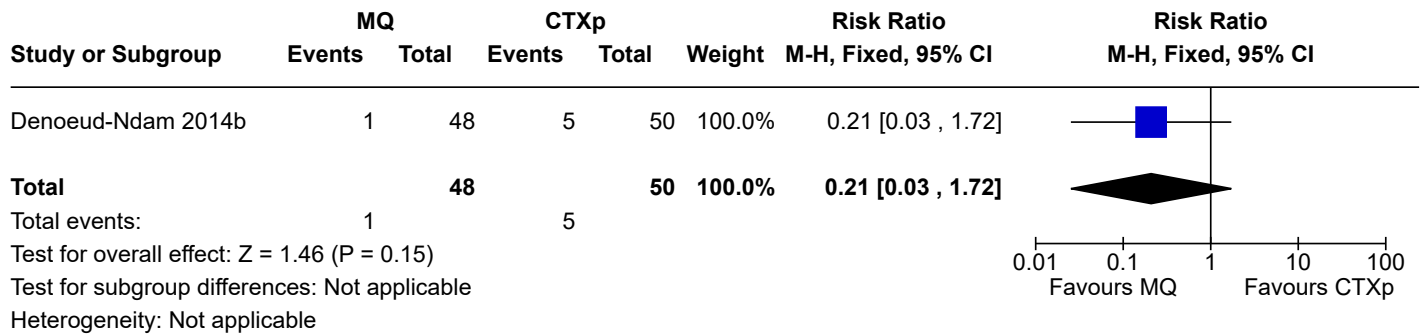 MQ CTXp Risk Ratio Risk Ratio
Study or Subgroup Events Total Events Total Weight M-H, Fixed, 95% CI M-H, Fixed, 95% CI
Denoeud-Ndam 2014b 1 48 5 50 100.0% 0.21 [0.03 , 1.72]
Total 48 50 100.0% 0.21 [0.03 , 1.72]
Total events: 1 5
Test for overall effect: Z = 1.46 (P = 0.15)
0.01 0.1 1 10 100
Test for subgroup differences: Not applicable
Favours MQ Favours CTXp
Heterogeneity: Not applicable